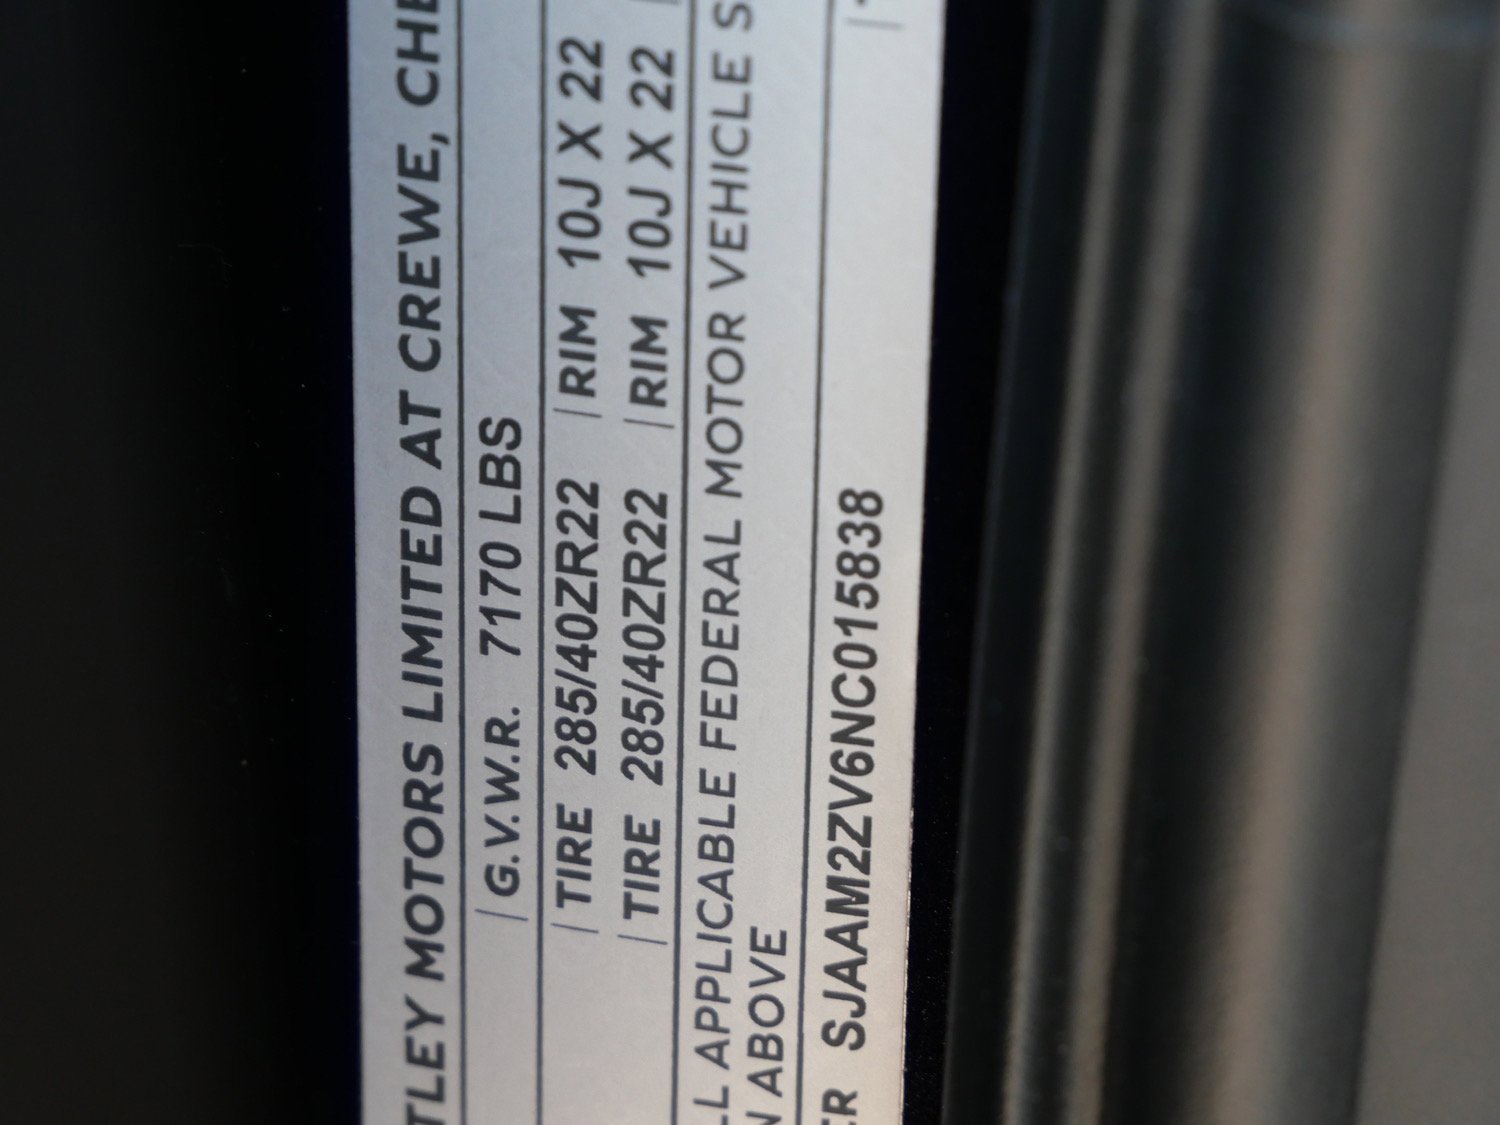 TLEY MOTORS LIMITED AT CREWE, CHE
G.V.W.R. 7170 LBS
TIRE 285/40ZR22 RIM 10J X 22
TIRE 285/40ZR22 RIM 10J X 22
LL APPLICABLE FEDERAL MOTOR VEHICLE S
N ABOVE
ER SJAAM2ZV6NC015838